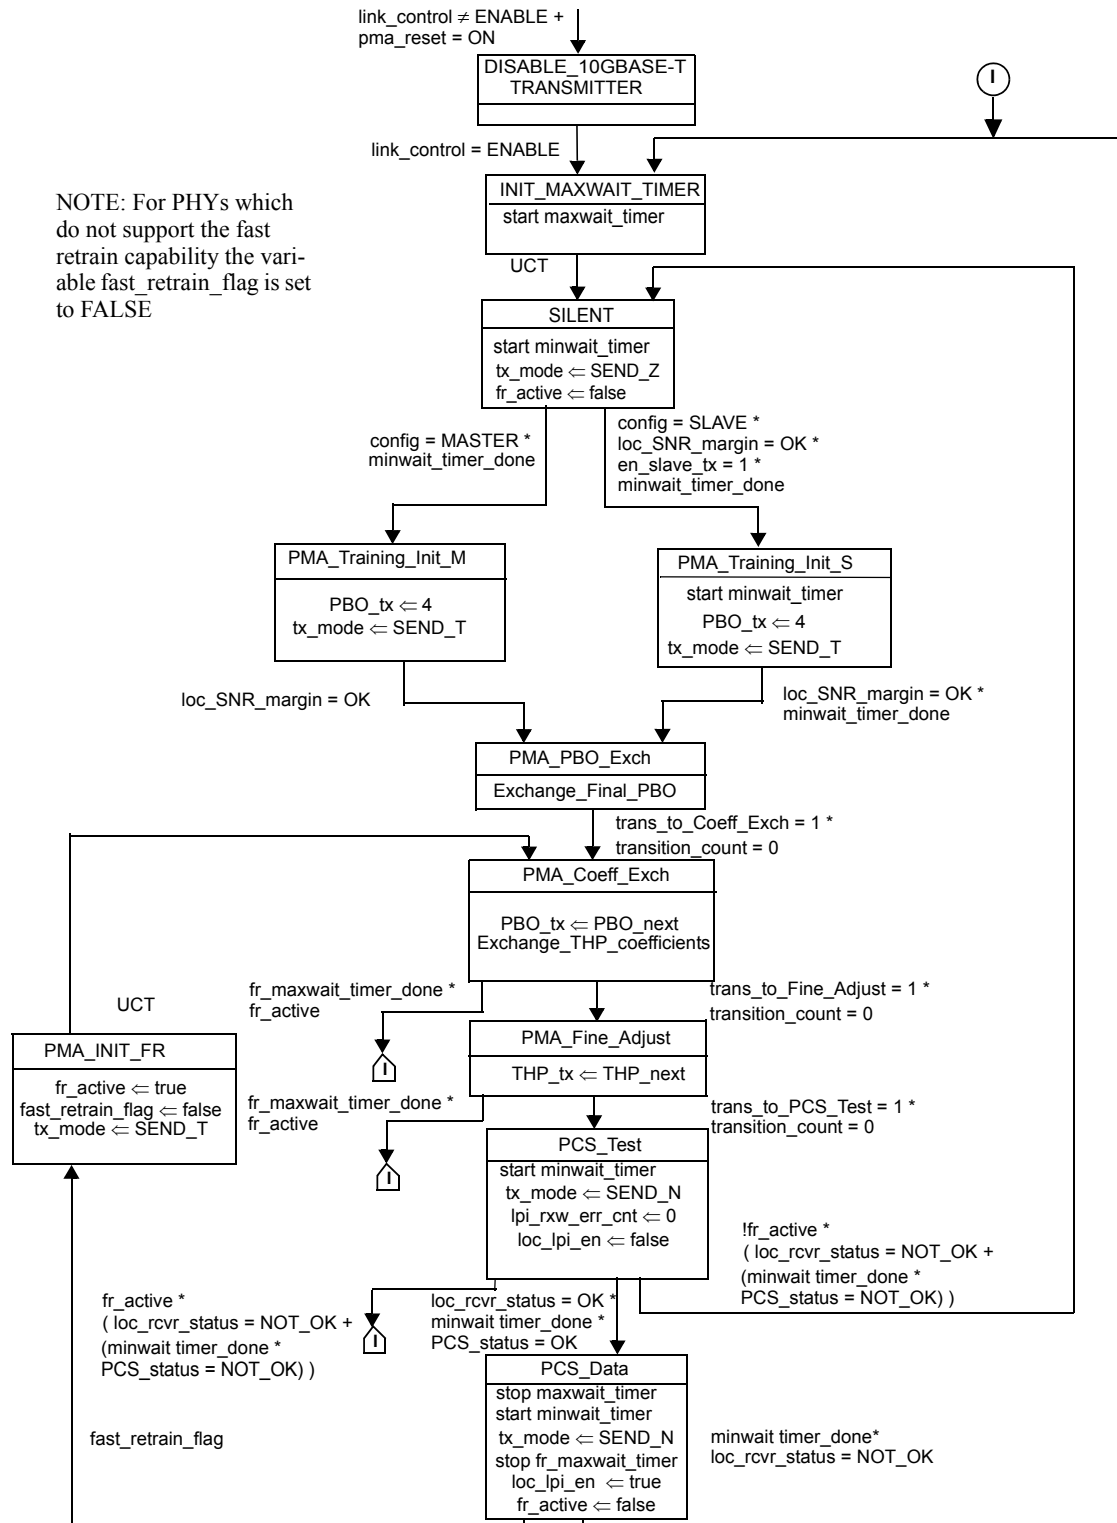 link_control ≠ ENABLE +
pma_reset = ON
DISABLE_10GBASE-T
TRANSMITTER
I
link_control = ENABLE
INIT_MAXWAIT_TIMER
start maxwait_timer
NOTE: For PHYs which
do not support the fast
retrain capability the vari-
able fast_retrain_flag is set
to FALSE
UCT
SILENT
start minwait_timer
tx_mode ⇐ SEND_Z
fr_active ⇐ false
config = MASTER *
minwait_timer_done
config = SLAVE *
loc_SNR_margin = OK *
en_slave_tx = 1 *
minwait_timer_done
PMA_Training_Init_M
PBO_tx ⇐ 4
tx_mode ⇐ SEND_T
PMA_Training_Init_S
start minwait_timer
PBO_tx ⇐ 4
tx_mode ⇐ SEND_T
loc_SNR_margin = OK
loc_SNR_margin = OK *
minwait_timer_done
PMA_PBO_Exch
Exchange_Final_PBO
trans_to_Coeff_Exch = 1 *
transition_count = 0
PMA_Coeff_Exch
PBO_tx ⇐ PBO_next
Exchange_THP_coefficients
UCT
fr_maxwait_timer_done *
fr_active
I
trans_to_Fine_Adjust = 1 *
transition_count = 0
PMA_INIT_FR
fr_active ⇐ true
fast_retrain_flag ⇐ false
tx_mode ⇐ SEND_T
PMA_Fine_Adjust
THP_tx ⇐ THP_next
fr_maxwait_timer_done *
fr_active
I
trans_to_PCS_Test = 1 *
transition_count = 0
PCS_Test
start minwait_timer
tx_mode ⇐ SEND_N
lpi_rxw_err_cnt ⇐ 0
loc_lpi_en ⇐ false
!fr_active *
( loc_rcvr_status = NOT_OK +
(minwait timer_done *
PCS_status = NOT_OK) )
fr_active *
( loc_rcvr_status = NOT_OK +
(minwait timer_done *
PCS_status = NOT_OK) )
I
loc_rcvr_status = OK *
minwait timer_done *
PCS_status = OK
PCS_Data
stop maxwait_timer
start minwait_timer
tx_mode ⇐ SEND_N
stop fr_maxwait_timer
loc_lpi_en ⇐ true
fr_active ⇐ false
fast_retrain_flag
minwait timer_done*
loc_rcvr_status = NOT_OK